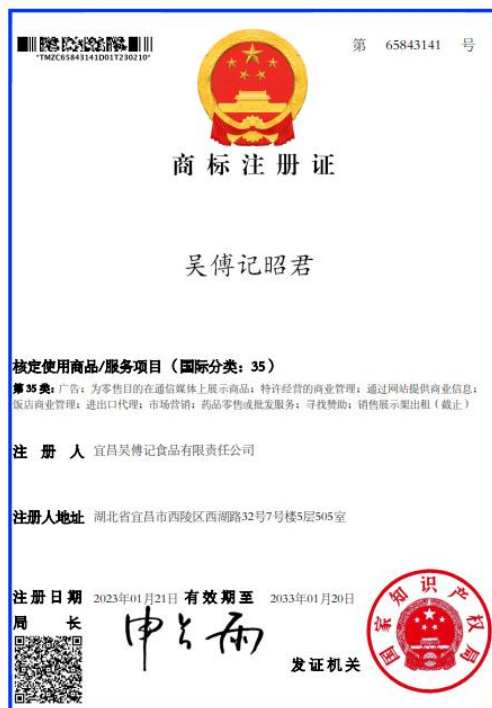 第 65843141 号
*TMZC65843141D01T230210*
商标注册证
吴傅记昭君
核定使用商品/服务项目（国际分类：35）
第35类：广告；为零售目的在通信媒体上展示商品；特许经营的商业管理；通过网站提供商业信息；
饭店商业管理；进出口代理；市场营销；药品零售或批发服务；寻找赞助；销售展示架出租（截止）
注册人 宜昌吴傅记食品有限责任公司
注册人地址 湖北省宜昌市西陵区西湖路32号7号楼5层505室
注册日期 2023年01月21日 有效期至 2033年01月20日
局长 申长雨
发证机关
国家知识产权局